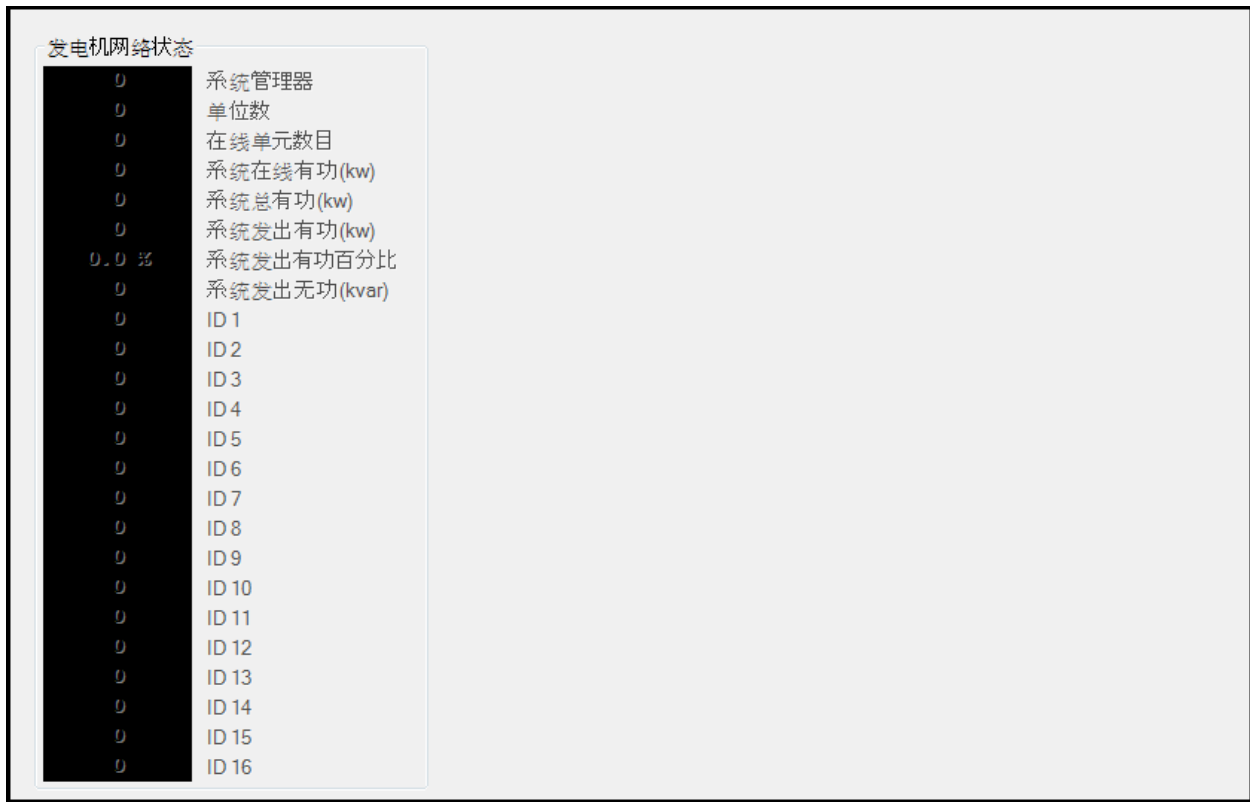 发电机网络状态
0 系统管理器
0 单位数
0 在线单元数目
0 系统在线有功(kw)
0 系统总有功(kw)
0 系统发出有功(kw)
0.0 % 系统发出有功百分比
0 系统发出无功(kvar)
0 ID 1
0 ID 2
0 ID 3
0 ID 4
0 ID 5
0 ID 6
0 ID 7
0 ID 8
0 ID 9
0 ID 10
0 ID 11
0 ID 12
0 ID 13
0 ID 14
0 ID 15
0 ID 16